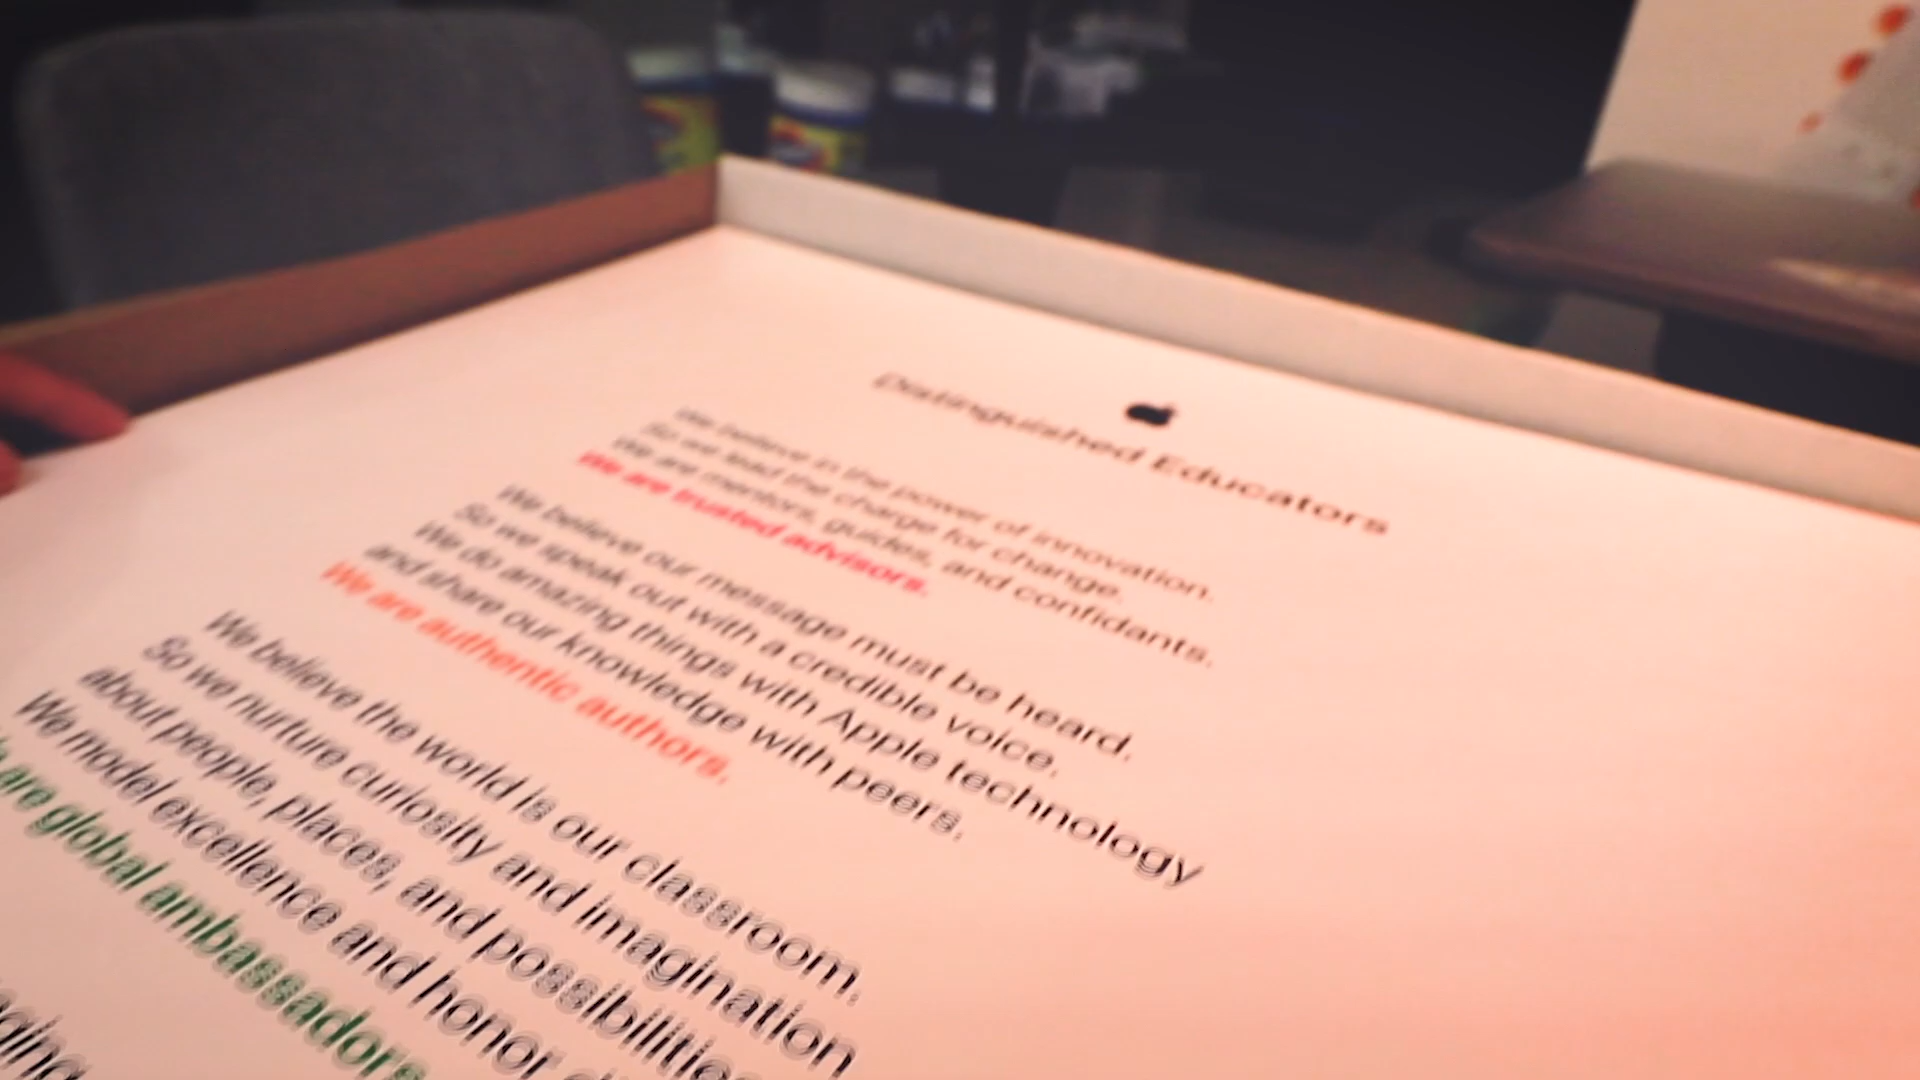 Distinguished Educators
We believe in the power of innovation.
So we lead the charge for change.
We are mentors, guides, and confidants.
We are trusted advisors.
We believe our message must be heard.
So we speak out with a credible voice.
We do amazing things with Apple technology
and share our knowledge with peers.
We are authentic authors.
We believe the world is our classroom.
So we nurture curiosity and imagination
about people, places, and possibilities
We model excellence and honor
are global ambassadors